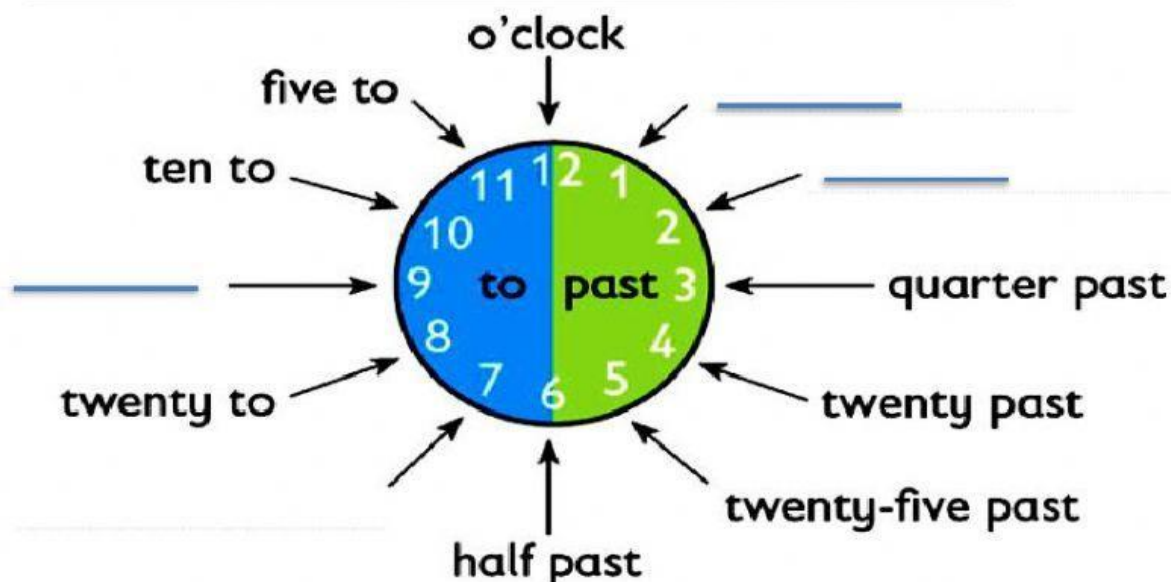 o'clock
five to
ten to
11
12
1
10
2
9
to
past
3
quarter past
8
4
twenty to
7
6
5
twenty past
twenty-five past
half past